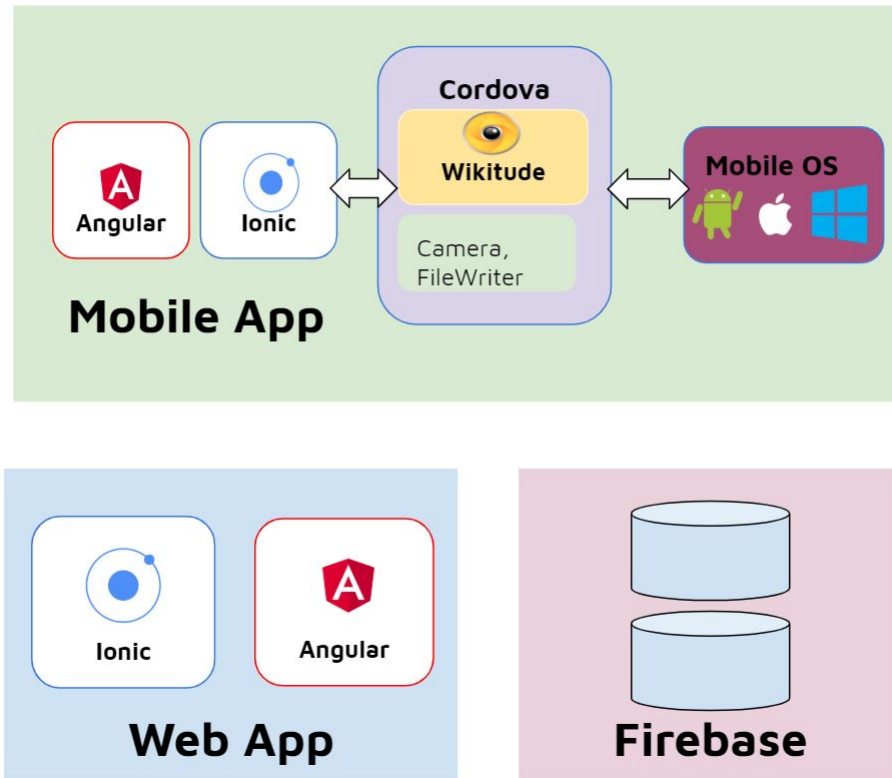 Cordova
Wikitude
Camera,
FileWriter
Angular
Ionic
Mobile OS
Mobile App
Ionic
Angular
Web App
Firebase